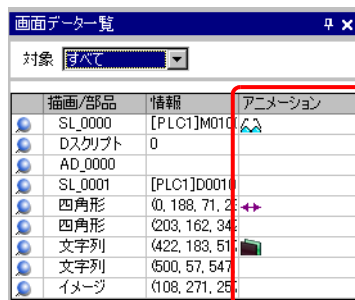 画面データ一覧
対象 すべて
描画/部品 情報 アニメーション
SL_0000 [PLC1]M010
Dスクリプト 0
AD_0000
SL_0001 [PLC1]D0010
四角形 (0, 188, 71, 2
四角形 (203, 162, 34
文字列 (422, 183, 51
文字列 (500, 57, 547
イメージ (108, 271, 25